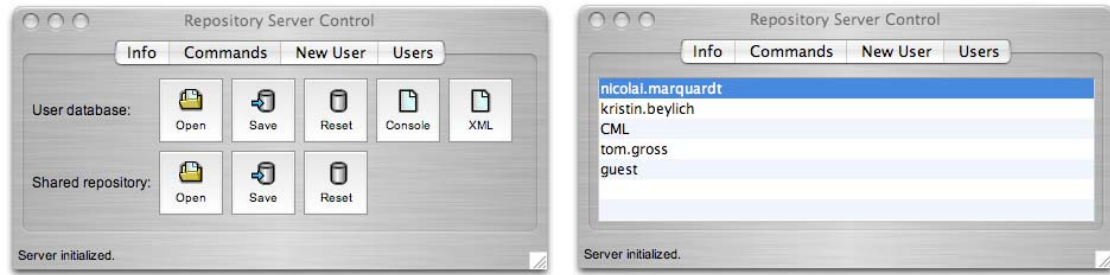 Repository Server Control
Info Commands New User Users
User database:
Open Save Reset Console XML
Shared repository:
Open Save Reset
Server initialized.
Repository Server Control
Info Commands New User Users
nicolai.marquardt
kristin.beylich
CML
tom.gross
guest
Server initialized.